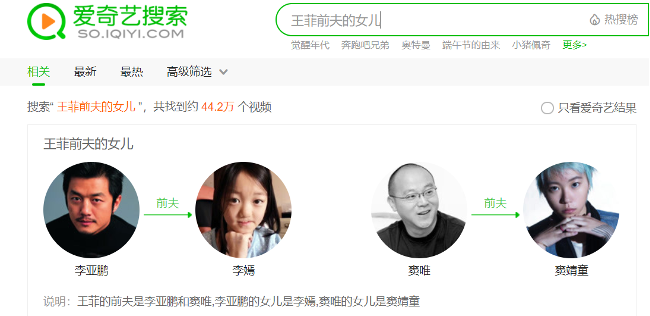 爱奇艺搜索
SO.IQIYI.COM
王菲前夫的女儿 热搜榜
觉醒年代 奔跑吧兄弟 奥特曼 端午节的由来 小猪佩奇 更多>
相关 最新 最热 高级筛选
搜索“ 王菲前夫的女儿 ”，共找到约 44.2万 个视频 只看爱奇艺结果
王菲前夫的女儿
前夫 前夫
李亚鹏 李嫣 窦唯 窦婧童
说明：王菲的前夫是李亚鹏和窦唯,李亚鹏的女儿是李嫣,窦唯的女儿是窦婧童